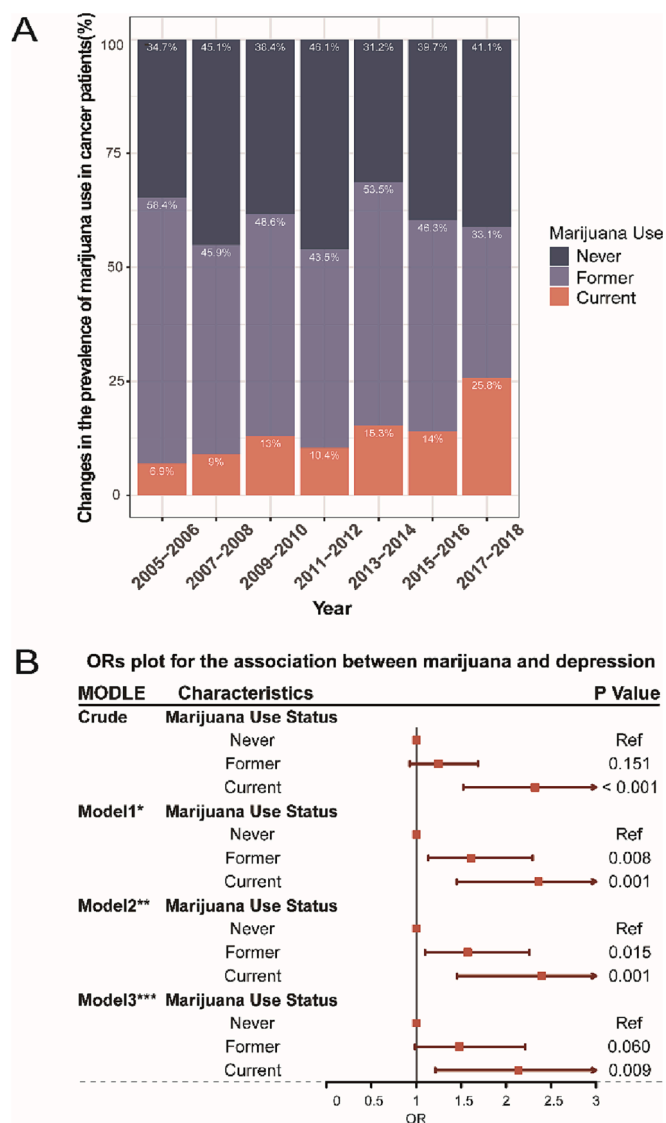 A
Changes in the prevalence of marijuana use in cancer patients(%)
100
75
50
25
0
34.7% 45.1% 38.4% 46.1% 31.2% 39.7% 41.1%
58.4% 45.9% 48.6% 43.5% 53.5% 46.3% 33.1%
6.9% 9% 13% 10.4% 15.3% 14% 25.8%
2005–2006 2007–2008 2009–2010 2011–2012 2013–2014 2015–2016 2017–2018
Year
Marijuana Use
Never
Former
Current
B
ORs plot for the association between marijuana and depression
MODLE Characteristics P Value
Crude Marijuana Use Status
Never Ref
Former 0.151
Current < 0.001
Model1* Marijuana Use Status
Never Ref
Former 0.008
Current 0.001
Model2** Marijuana Use Status
Never Ref
Former 0.015
Current 0.001
Model3*** Marijuana Use Status
Never Ref
Former 0.060
Current 0.009
0 0.5 1 1.5 2 2.5 3
OR